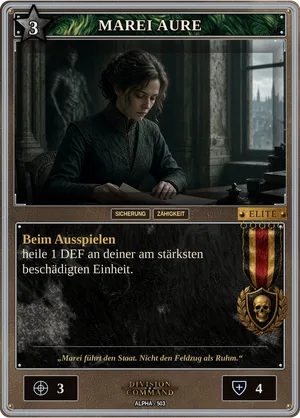 3
MAREI AURE
SICHERUNG ZÄHIGKEIT
ELITE
Beim Ausspielen
heile 1 DEF an deiner am stärksten
beschädigten Einheit.
„Marei führt den Staat. Nicht den Feldzug als Ruhm.“
3
DIVISION
COMMAND
ALPHA 503
4